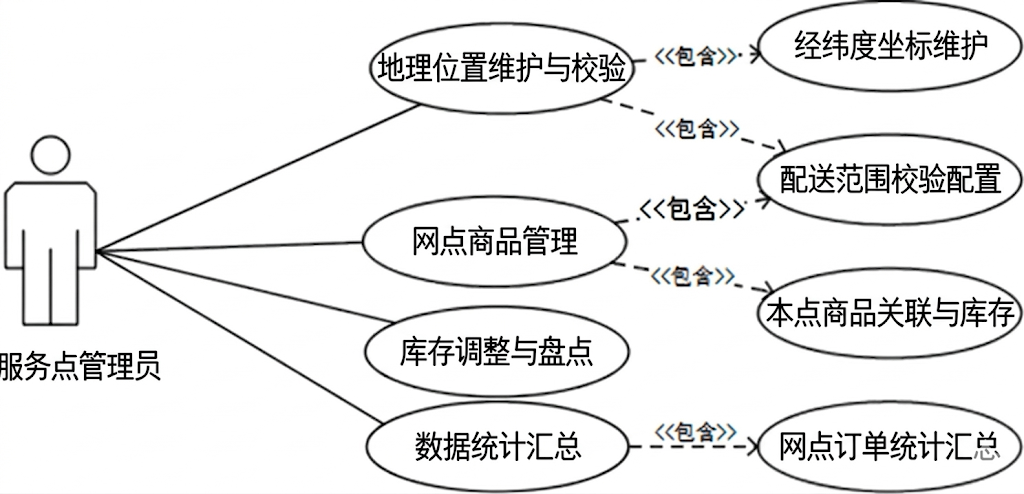 地理位置维护与校验
<<包含>>
经纬度坐标维护
<<包含>>
配送范围校验配置
<<包含>>
网点商品管理
<<包含>>
本点商品关联与库存
库存调整与盘点
服务点管理员
数据统计汇总
<<包含>>
网点订单统计汇总